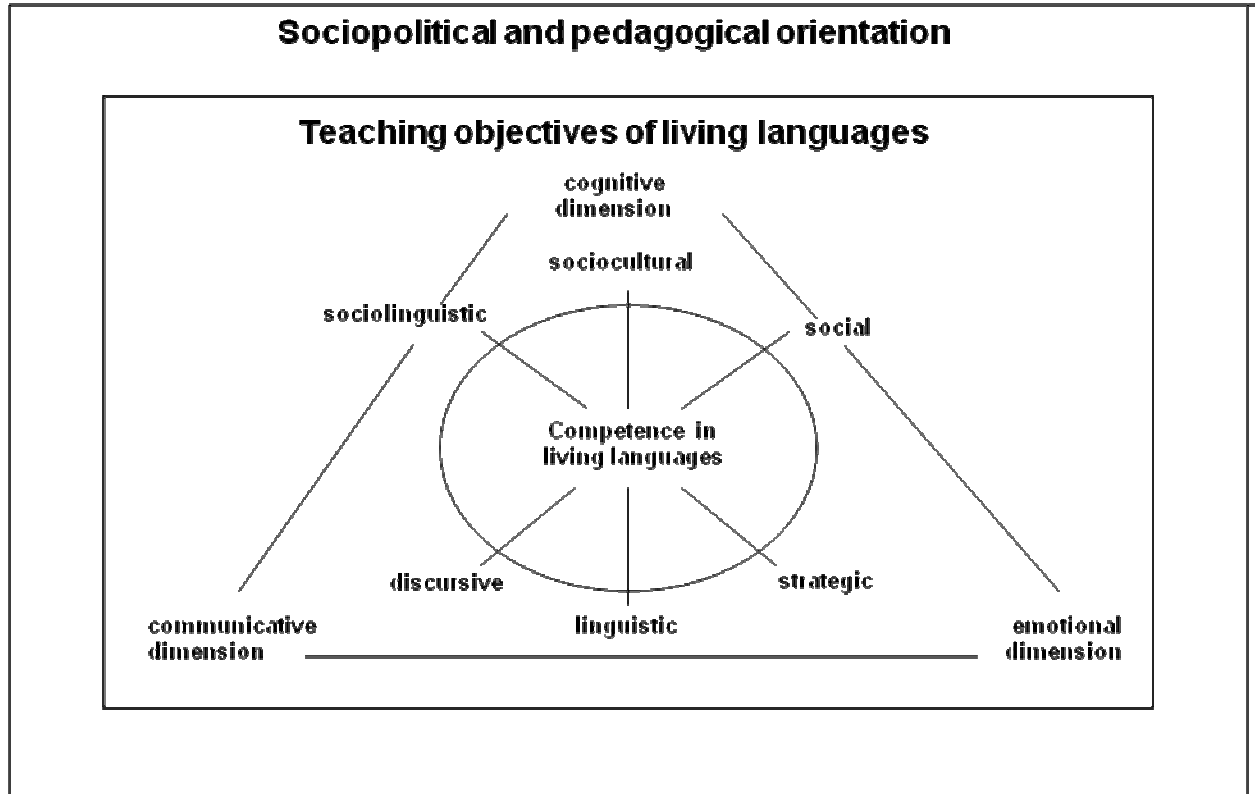 Sociopolitical and pedagogical orientation
Teaching objectives of living languages
cognitive
dimension
sociocultural
sociolinguistic
social
Competence in
living languages
discursive
strategic
linguistic
communicative
dimension
emotional
dimension